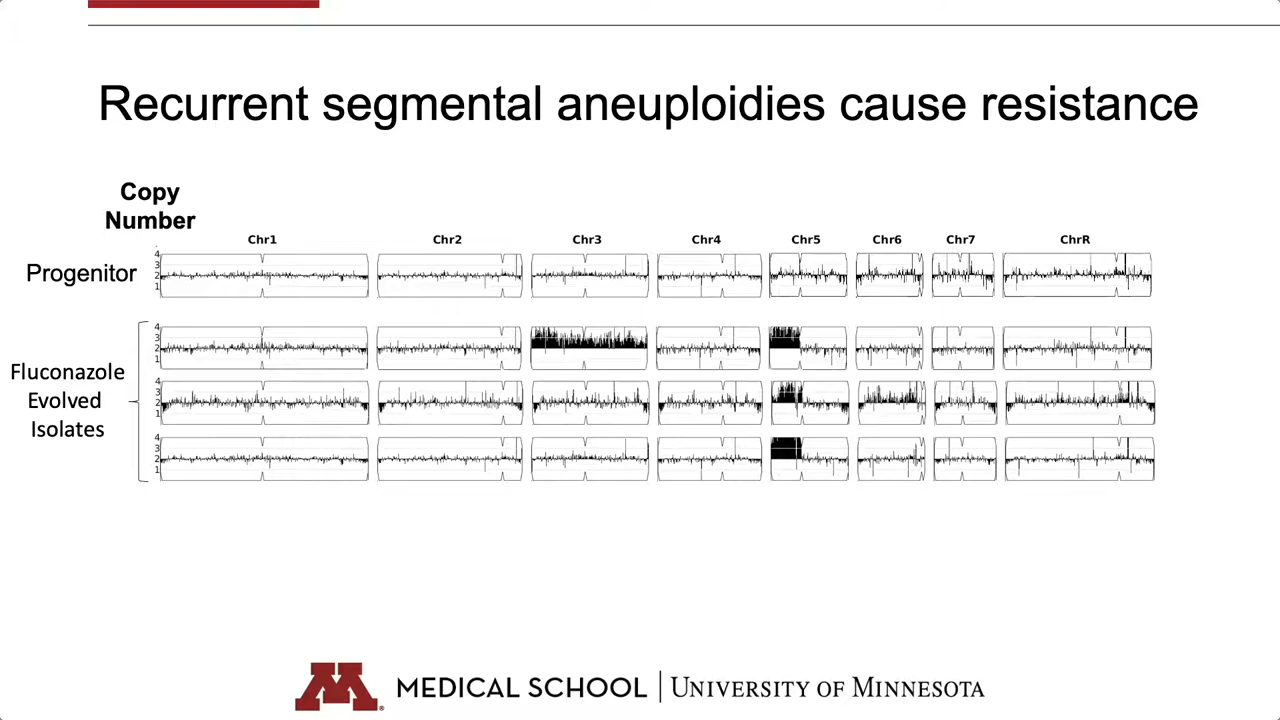 Recurrent segmental aneuploidies cause resistance
Copy
Number
Chr1 Chr2 Chr3 Chr4 Chr5 Chr6 Chr7 ChrR
Progenitor
4
3
2
1
Fluconazole
Evolved
Isolates
4
3
2
1
4
3
2
1
4
3
2
1
MEDICAL SCHOOL | UNIVERSITY OF MINNESOTA